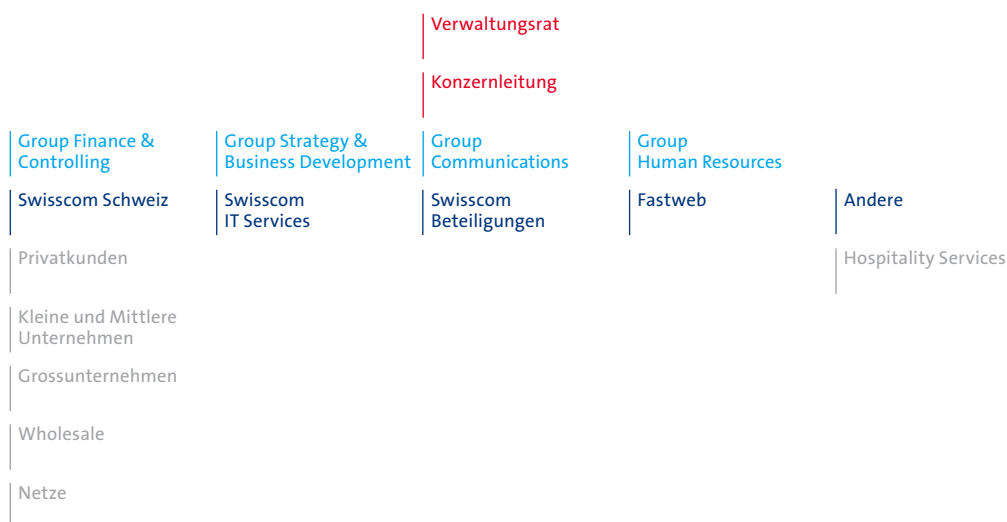 Verwaltungsrat
Konzernleitung
Group Finance &
Controlling
Group Strategy &
Business Development
Group
Communications
Group
Human Resources
Swisscom Schweiz
Swisscom
IT Services
Swisscom
Beteiligungen
Fastweb
Andere
Privatkunden
Hospitality Services
Kleine und Mittlere
Unternehmen
Grossunternehmen
Wholesale
Netze